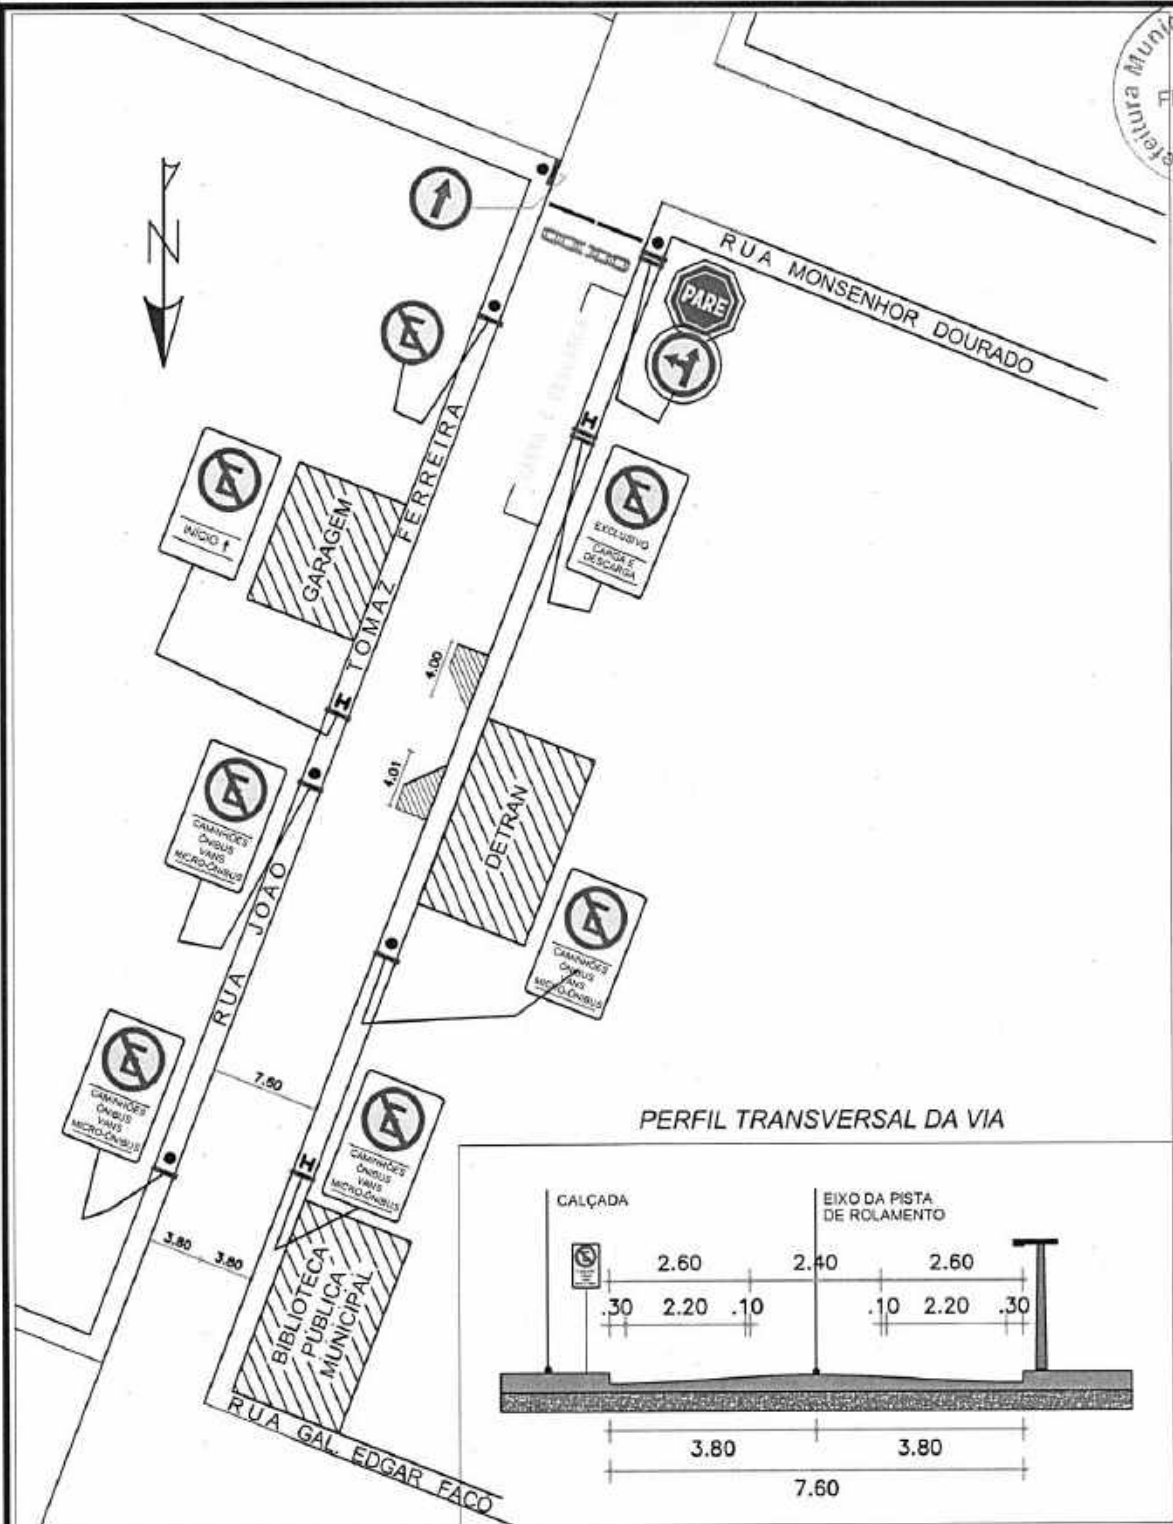 efeitura Munic
N
RUA MONSENHOR DOURADO
PARE
E
INÍCIO ↑
GARAGEM
RUA JOÃO TOMAZ FERREIRA
E
EXCLUSIVO
CARGA E
DESCARGA
4.00
4.01
DETRAN
E
CAMINHÕES
ÔNIBUS
VANS
MICRO-ÔNIBUS
E
CAMINHÕES
ÔNIBUS
VANS
MICRO-ÔNIBUS
E
CAMINHÕES
ÔNIBUS
VANS
MICRO-ÔNIBUS
E
CAMINHÕES
ÔNIBUS
VANS
MICRO-ÔNIBUS
7.60
3.80 3.80
BIBLIOTECA
PÚBLICA
MUNICIPAL
RUA GAL. EDGAR FACÓ
PERFIL TRANSVERSAL DA VIA
CALÇADA
EIXO DA PISTA
DE ROLAMENTO
2.60 2.40 2.60
.30 2.20 .10 .10 2.20 .30
3.80 3.80
7.60